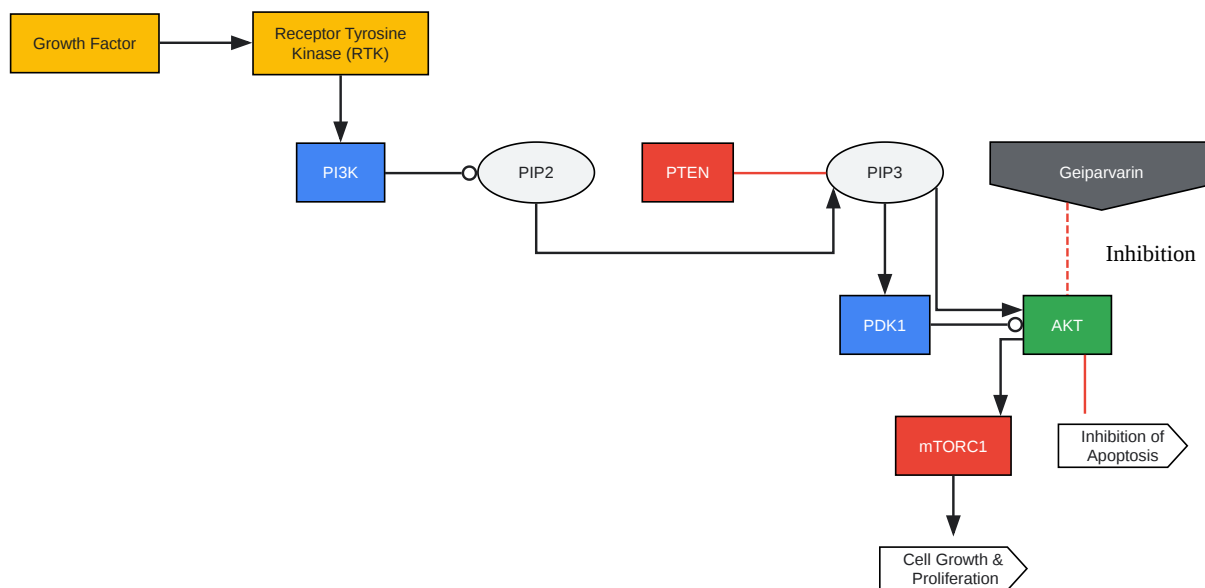 Growth Factor
Receptor Tyrosine
Kinase (RTK)
PI3K
PIP2
PTEN
PIP3
Geiparvarin
Inhibition
PDK1
AKT
mTORC1
Inhibition of
Apoptosis
Cell Growth &
Proliferation